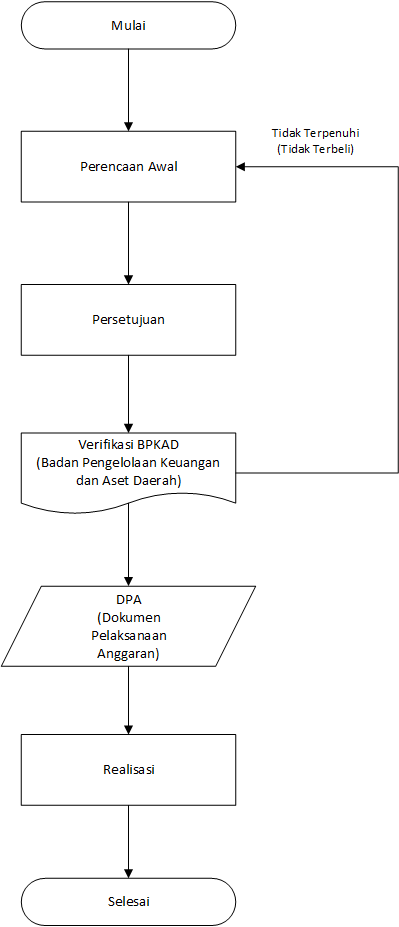 Mulai
Tidak Terpenuhi
(Tidak Terbeli)
Perencaan Awal
Persetujuan
Verifikasi BPKAD
(Badan Pengelolaan Keuangan
dan Aset Daerah)
DPA
(Dokumen
Pelaksanaan
Anggaran)
Realisasi
Selesai